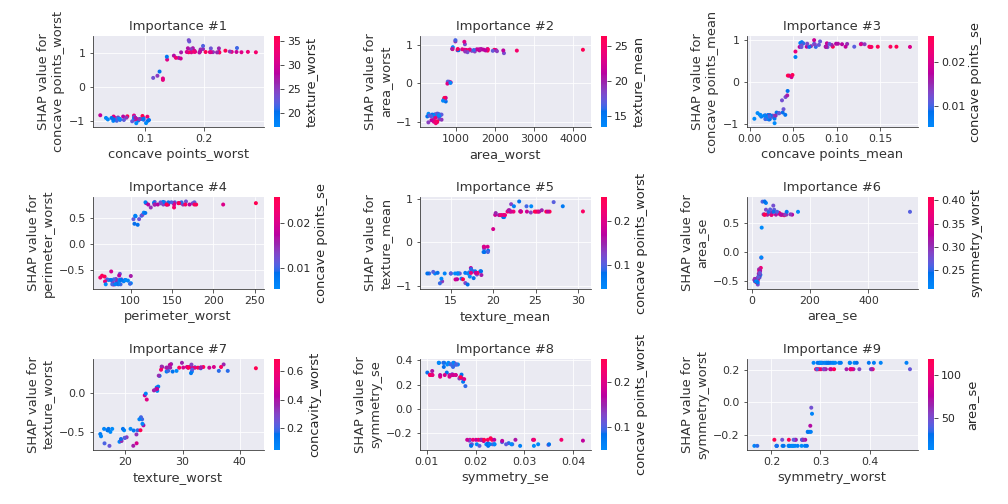 Importance #1
SHAP value for
concave points_worst
1
0
−1
0.1
0.2
concave points_worst
35
30
25
20
texture_worst
Importance #2
SHAP value for
area_worst
1
0
−1
1000
2000
3000
4000
area_worst
25
20
15
texture_mean
Importance #3
SHAP value for
concave points_mean
1
0
−1
0.00
0.05
0.10
0.15
concave points_mean
0.02
0.01
concave points_se
Importance #4
SHAP value for
perimeter_worst
0.5
0.0
−0.5
100
150
200
250
perimeter_worst
0.02
0.01
concave points_se
Importance #5
SHAP value for
texture_mean
1
0
−1
15
20
25
30
texture_mean
0.2
0.1
concave points_worst
Importance #6
SHAP value for
area_se
0.5
0.0
−0.5
0
200
400
area_se
0.40
0.35
0.30
0.25
symmetry_worst
Importance #7
SHAP value for
texture_worst
0.0
−0.5
20
30
40
texture_worst
0.6
0.4
0.2
concavity_worst
Importance #8
SHAP value for
symmetry_se
0.4
0.2
0.0
−0.2
0.01
0.02
0.03
0.04
symmetry_se
0.2
0.1
concave points_worst
Importance #9
SHAP value for
symmetry_worst
0.2
0.0
−0.2
0.2
0.3
0.4
symmetry_worst
100
50
area_se